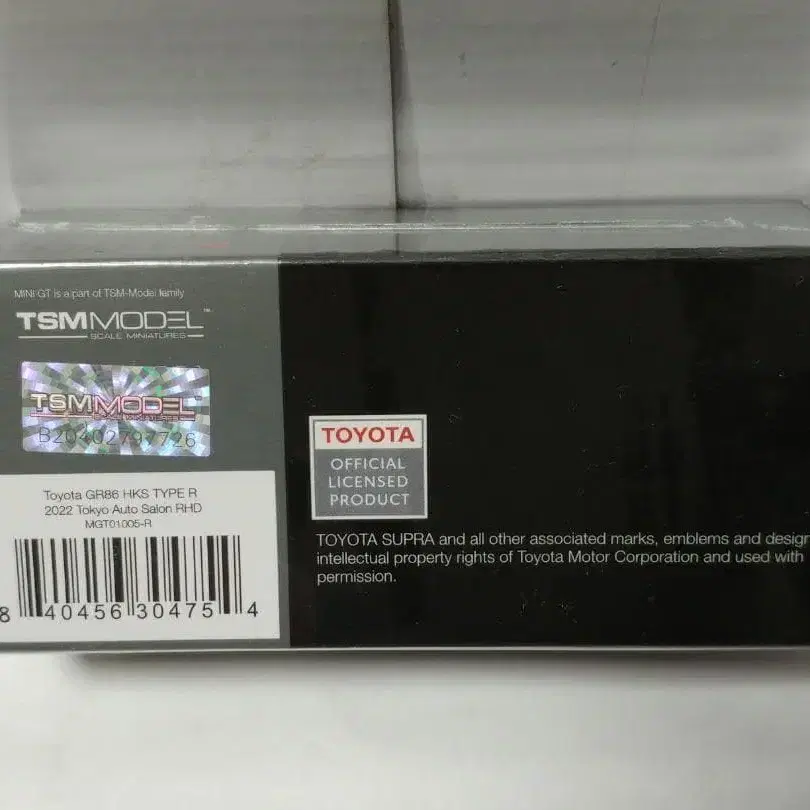 MINI GT is a part of TSM-Model family
TSMMODEL™
SCALE MINIATURES
TSMMODEL
B20402797726
Toyota GR86 HKS TYPE R
2022 Tokyo Auto Salon RHD
MGT01005-R
8 40456 30475 4
TOYOTA
OFFICIAL
LICENSED
PRODUCT
TOYOTA SUPRA and all other associated marks, emblems and design
intellectual property rights of Toyota Motor Corporation and used with
permission.